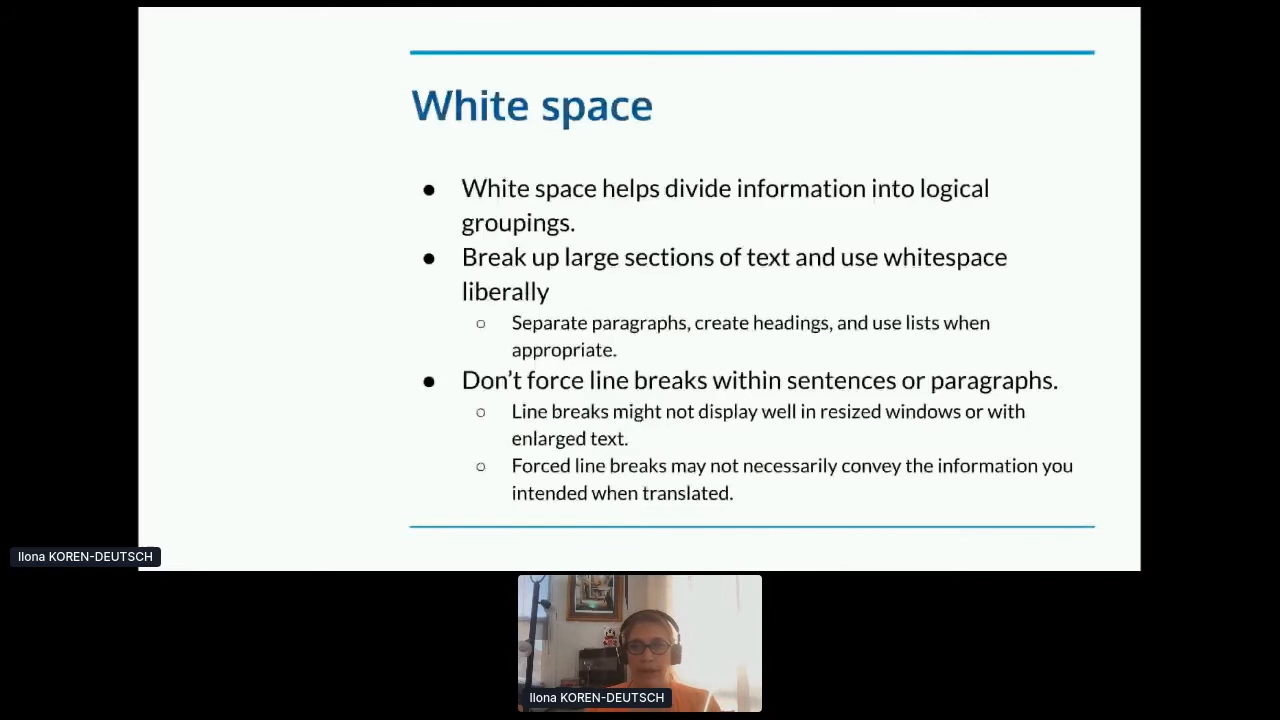 White space
● White space helps divide information into logical
groupings.
● Break up large sections of text and use whitespace
liberally
○ Separate paragraphs, create headings, and use lists when
appropriate.
● Don’t force line breaks within sentences or paragraphs.
○ Line breaks might not display well in resized windows or with
enlarged text.
○ Forced line breaks may not necessarily convey the information you
intended when translated.
Ilona KOREN-DEUTSCH
Ilona KOREN-DEUTSCH